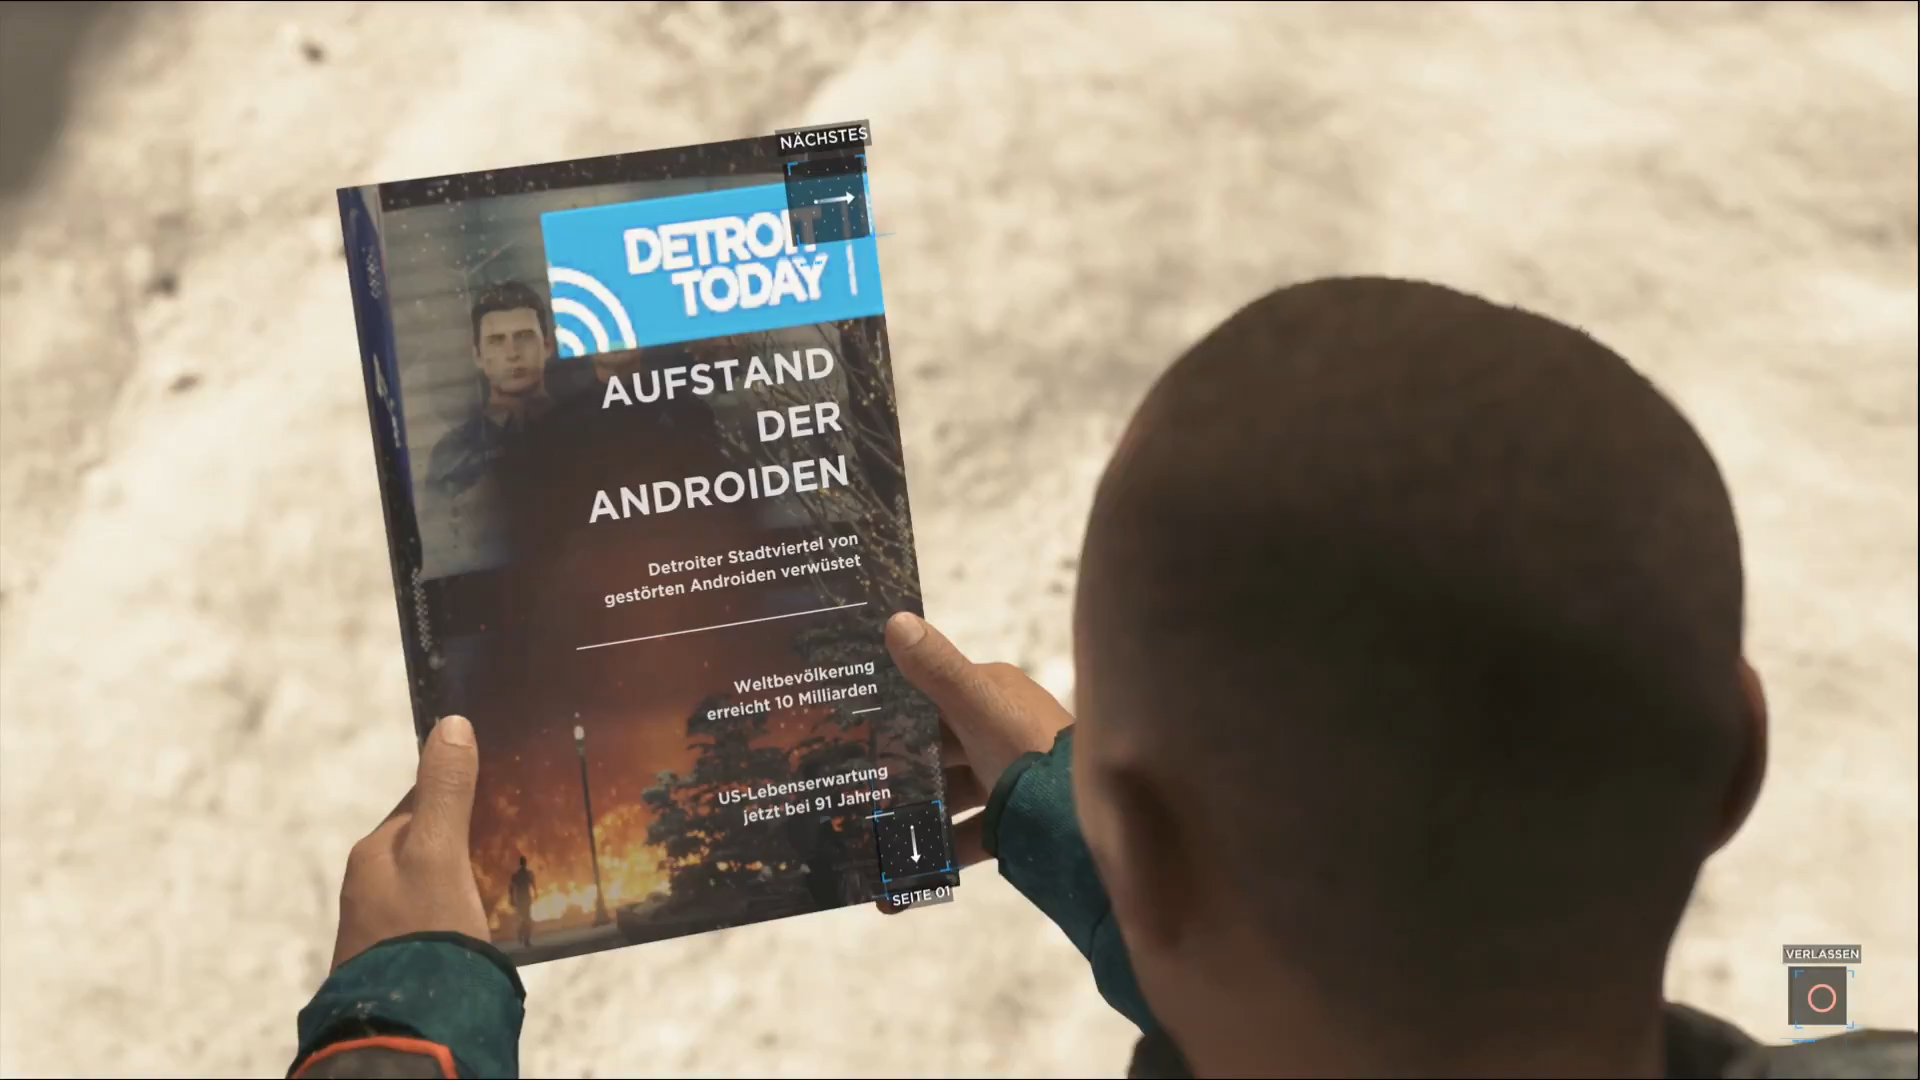 NÄCHSTES
DETROIT
TODAY
AUFSTAND
DER
ANDROIDEN
Detroiter Stadtviertel von
gestörten Androiden verwüstet
Weltbevölkerung
erreicht 10 Milliarden
US-Lebenserwartung
jetzt bei 91 Jahren
SEITE 01
VERLASSEN